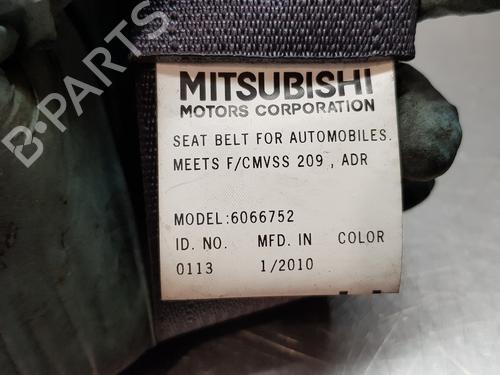 MITSUBISHI
MOTORS CORPORATION
SEAT BELT FOR AUTOMOBILES.
MEETS F/CMVSS 209 , ADR
MODEL:6066752
ID. NO. MFD. IN COLOR
0113 1/2010
B-PARTS